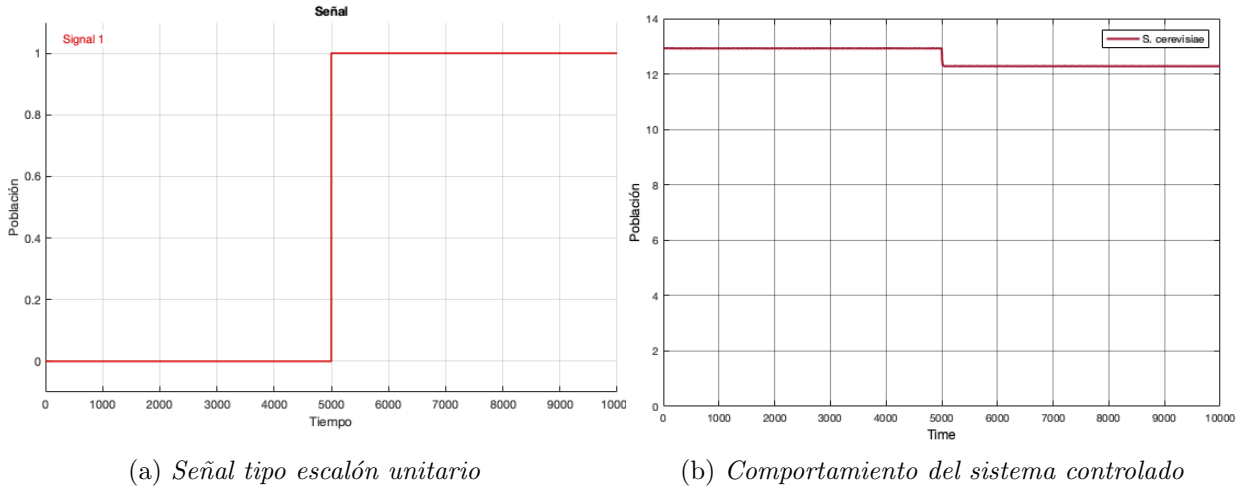 Señal
Signal 1
1
0.8
0.6
0.4
0.2
0
Población
0 1000 2000 3000 4000 5000 6000 7000 8000 9000 1000
Tiempo
(a) Señal tipo escalón unitario
14
12
10
8
6
4
2
0
Población
S. cerevisiae
0 1000 2000 3000 4000 5000 6000 7000 8000 9000 10000
Time
(b) Comportamiento del sistema controlado